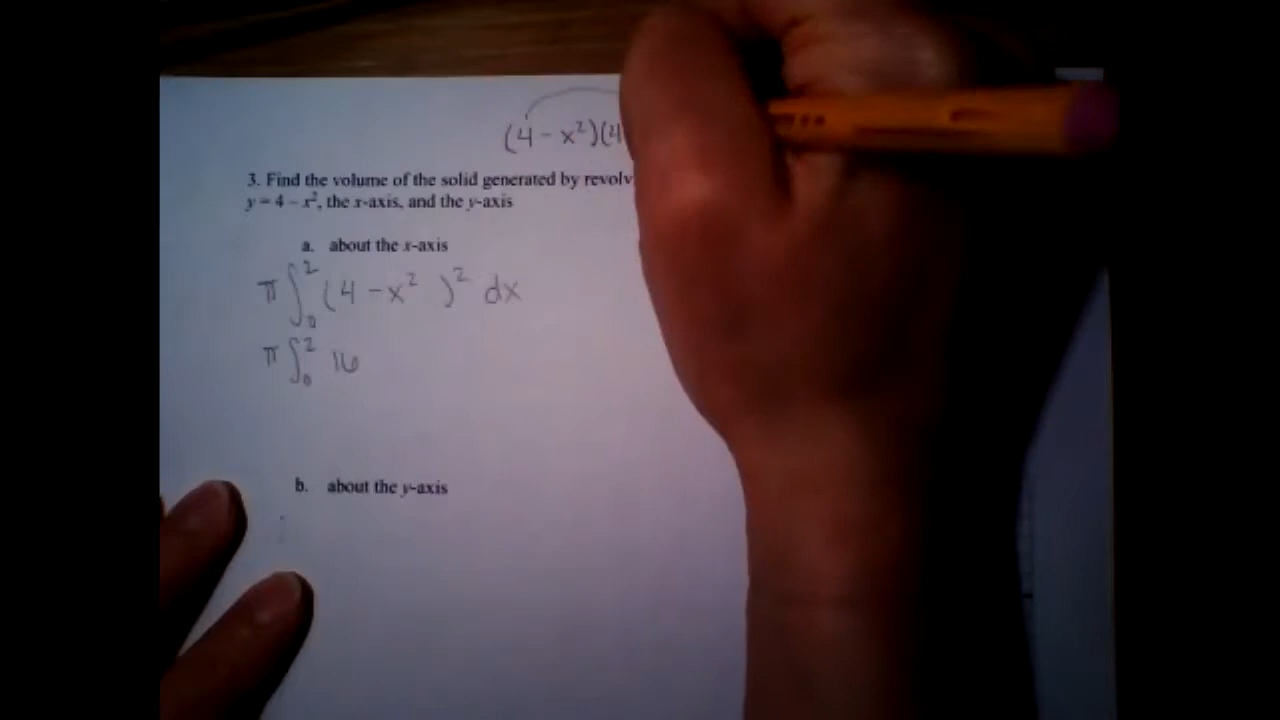 (4 - x²)(4
3. Find the volume of the solid generated by revolv
y = 4 - x², the x-axis, and the y-axis
a. about the x-axis
π∫₀² (4 - x² )² dx
π∫₀² 16
b. about the y-axis